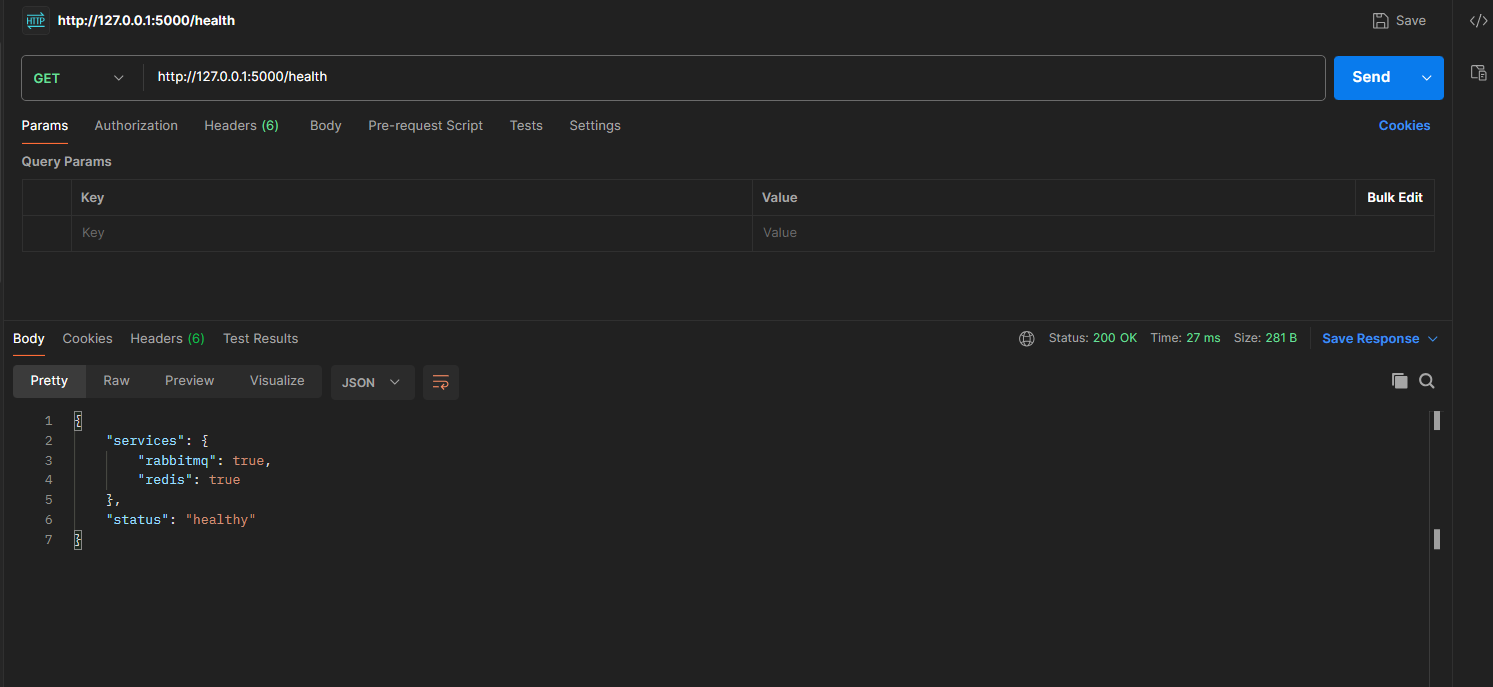 HTTP http://127.0.0.1:5000/health Save
GET http://127.0.0.1:5000/health Send
Params Authorization Headers (6) Body Pre-request Script Tests Settings Cookies
Query Params
Key Value Bulk Edit
Key Value
Body Cookies Headers (6) Test Results Status: 200 OK Time: 27 ms Size: 281 B Save Response
Pretty Raw Preview Visualize JSON
1 {
2 "services": {
3 "rabbitmq": true,
4 "redis": true
5 },
6 "status": "healthy"
7 }